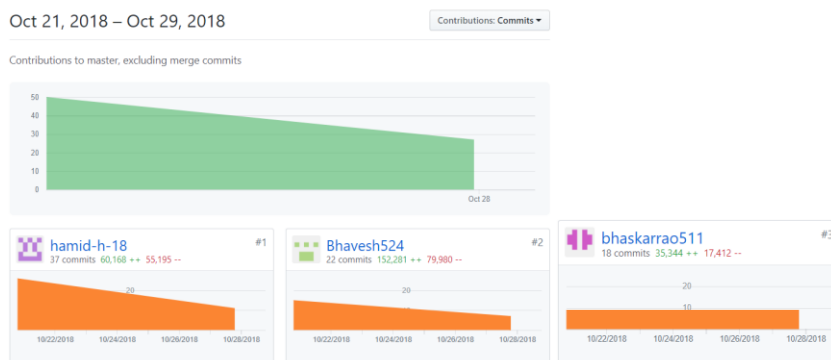 Oct 21, 2018 – Oct 29, 2018
Contributions: Commits
Contributions to master, excluding merge commits
50
40
30
20
10
0
Oct 28
hamid-h-18 #1
37 commits 60,168 ++ 55,195 --
20
10/22/2018 10/24/2018 10/26/2018 10/28/2018
Bhavesh524 #2
22 commits 152,281 ++ 79,980 --
20
10/22/2018 10/24/2018 10/26/2018 10/28/2018
bhaskarrao511 #3
18 commits 35,344 ++ 17,412 --
20
10
10/22/2018 10/24/2018 10/26/2018 10/28/2018